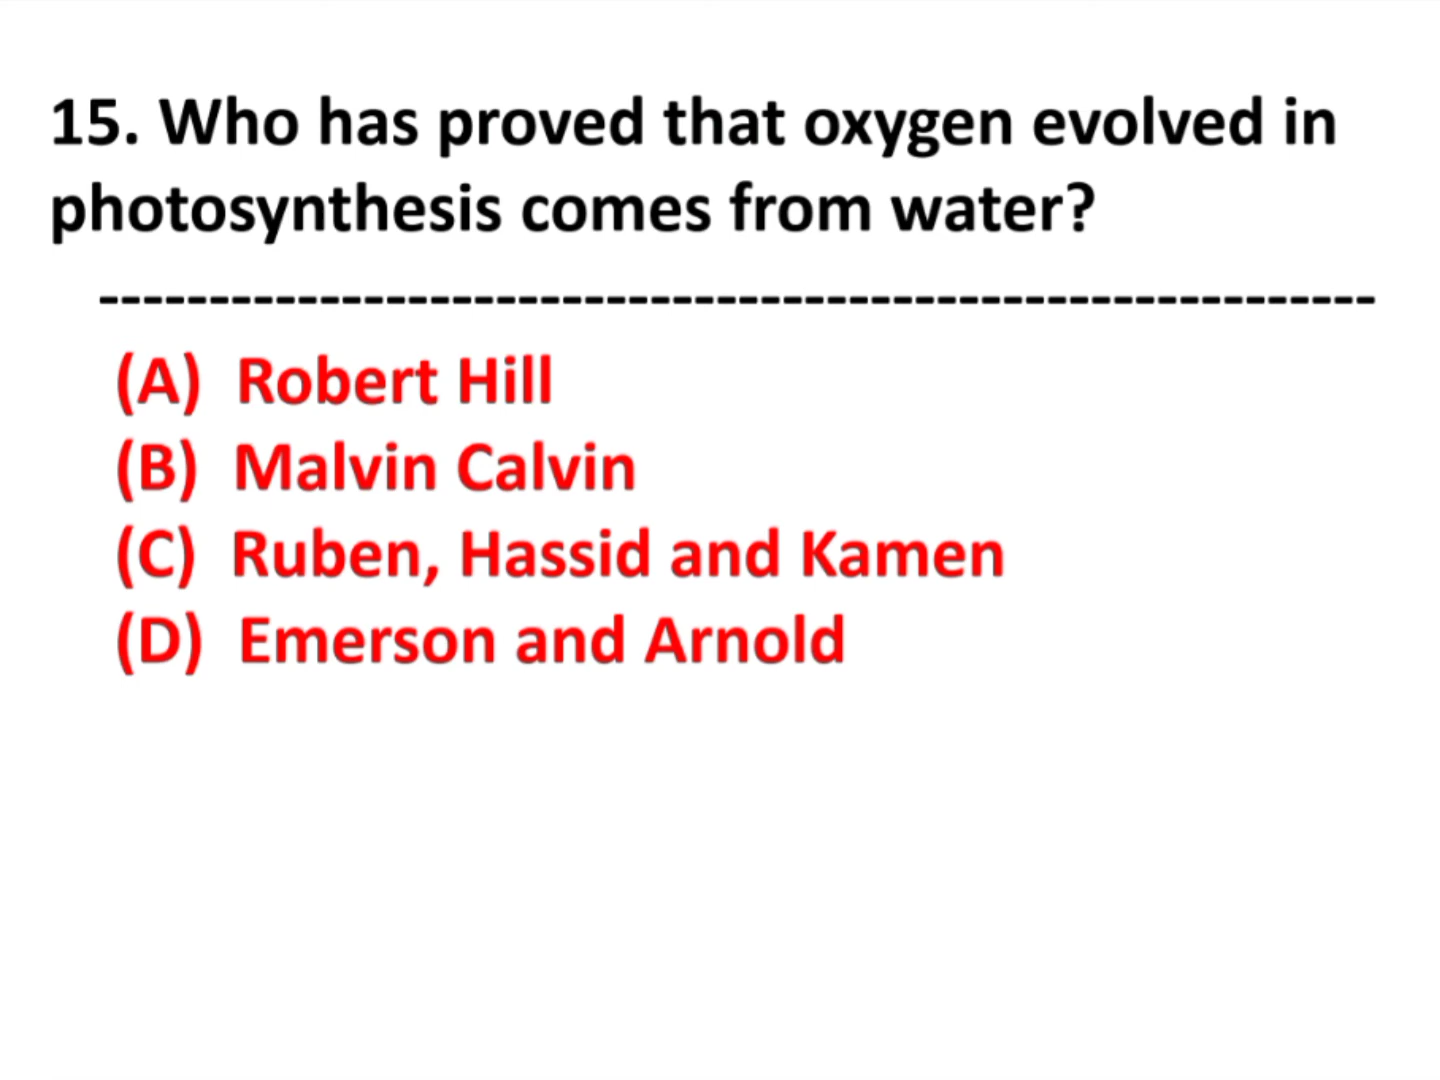 15. Who has proved that oxygen evolved in
photosynthesis comes from water?
----------------------------------------------------------
(A) Robert Hill
(B) Malvin Calvin
(C) Ruben, Hassid and Kamen
(D) Emerson and Arnold